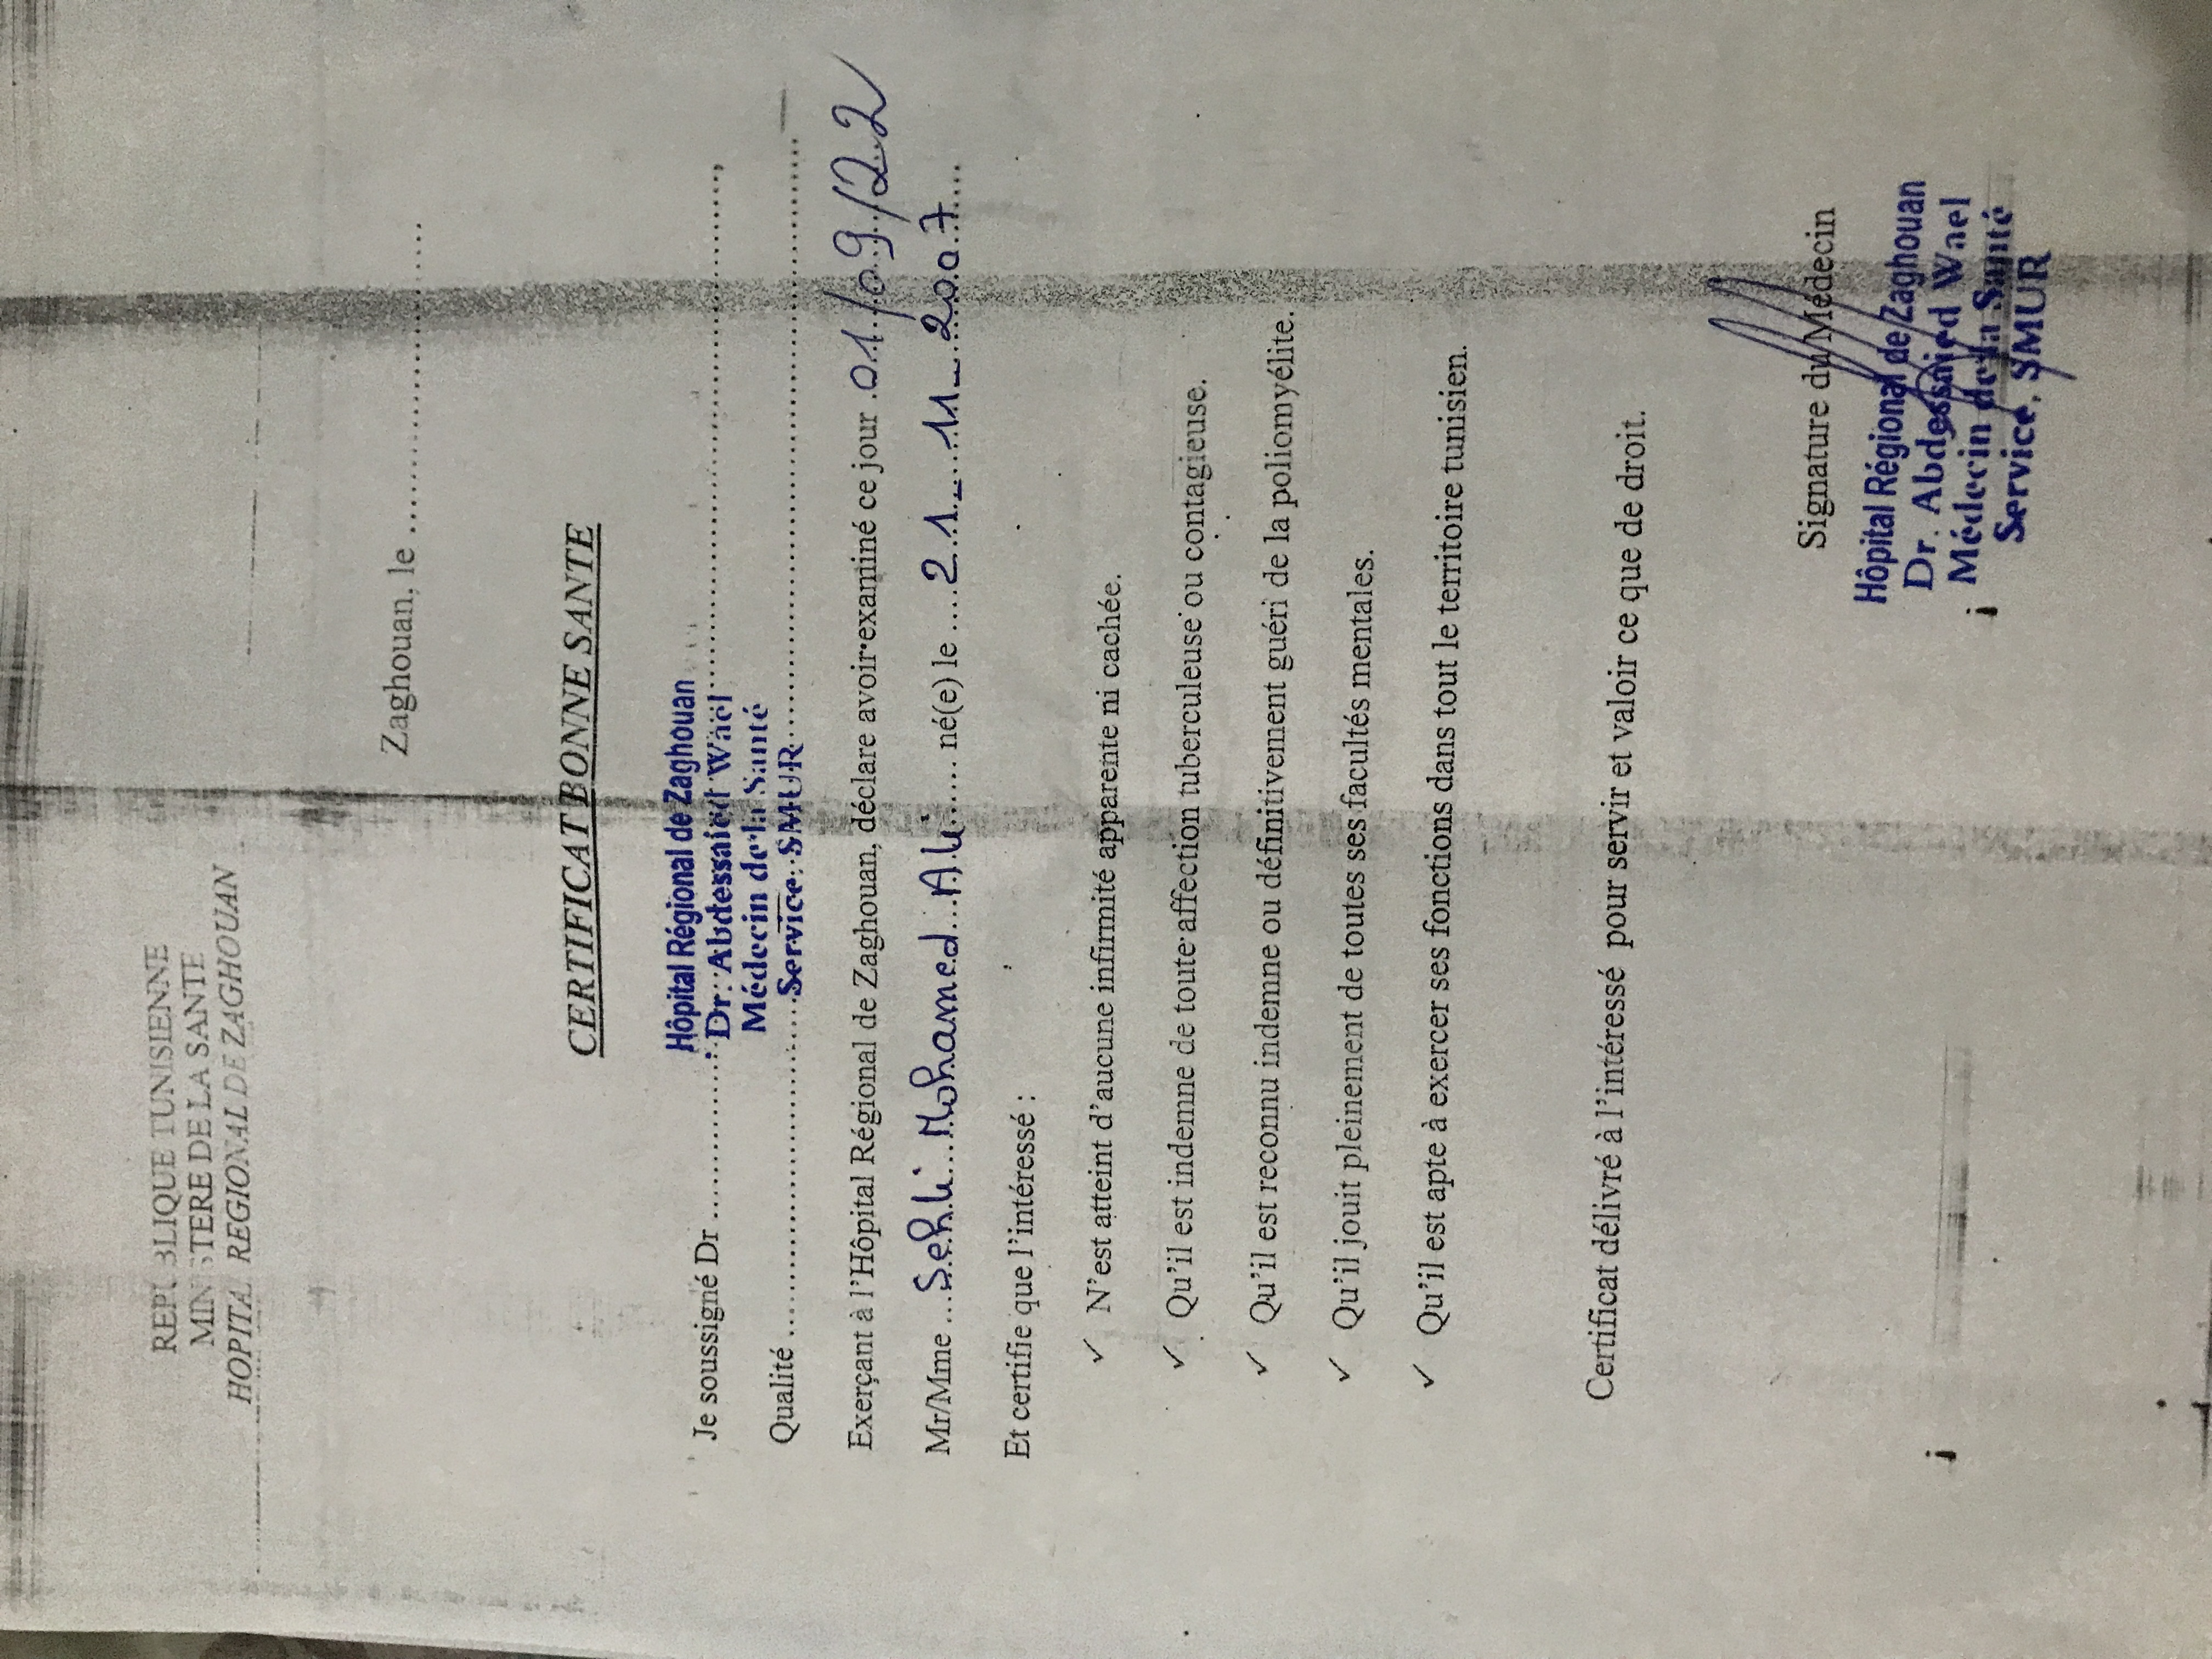 REPUBLIQUE TUNISIENNE
MINISTERE DE LA SANTE
HOPITAL REGIONAL DE ZAGHOUAN
Zaghouan, le ..............................
CERTIFICAT BONNE SANTE
Hôpital Régional de Zaghouan
Je soussigné Dr .......... Dr. Abdessaied Wael ..............................,
Médecin de la Santé
Qualité .............................. Service. SMUR ..............................
Exerçant à l'Hôpital Régional de Zaghouan, déclare avoir examiné ce jour .01/09/22
Mr/Mme ... Sehli Mohamed Ali ...... né(e) le .... 21_11_2007 ....
Et certifie que l'intéressé :
✓ N'est atteint d'aucune infirmité apparente ni cachée.
✓ Qu'il est indemne de toute affection tuberculeuse ou contagieuse.
✓ Qu'il est reconnu indemne ou définitivement guéri de la poliomyélite.
✓ Qu'il jouit pleinement de toutes ses facultés mentales.
✓ Qu'il est apte à exercer ses fonctions dans tout le territoire tunisien.
Certificat délivré à l'intéressé pour servir et valoir ce que de droit.
Signature du Médecin
Hôpital Régional de Zaghouan
Dr. Abdessaied Wael
Médecin de la Santé
Service. SMUR